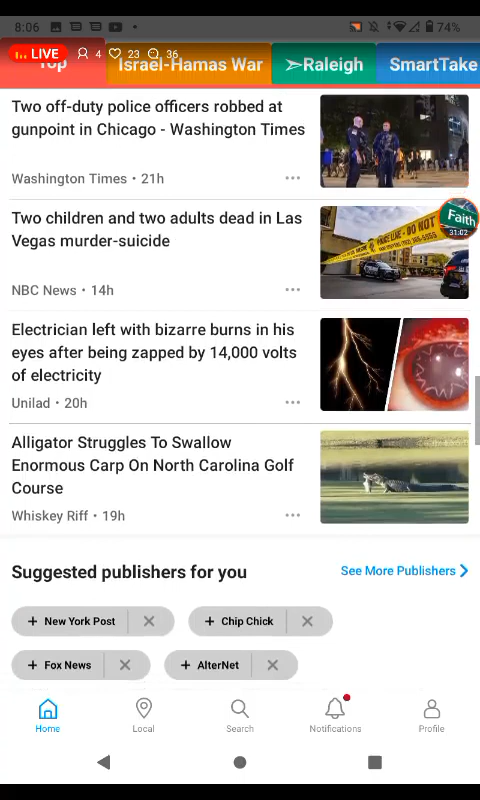 8:06
74%
LIVE 4 23 36
Top
Israel-Hamas War
Raleigh
SmartTake
Two off-duty police officers robbed at
gunpoint in Chicago - Washington Times
Washington Times • 21h
Two children and two adults dead in Las
Vegas murder-suicide
NBC News • 14h
POLICE LINE - DO NOT
Faith
31:02
Electrician left with bizarre burns in his
eyes after being zapped by 14,000 volts
of electricity
Unilad • 20h
Alligator Struggles To Swallow
Enormous Carp On North Carolina Golf
Course
Whiskey Riff • 19h
Suggested publishers for you
See More Publishers
+ New York Post
+ Chip Chick
+ Fox News
+ AlterNet
Home
Local
Search
Notifications
Profile